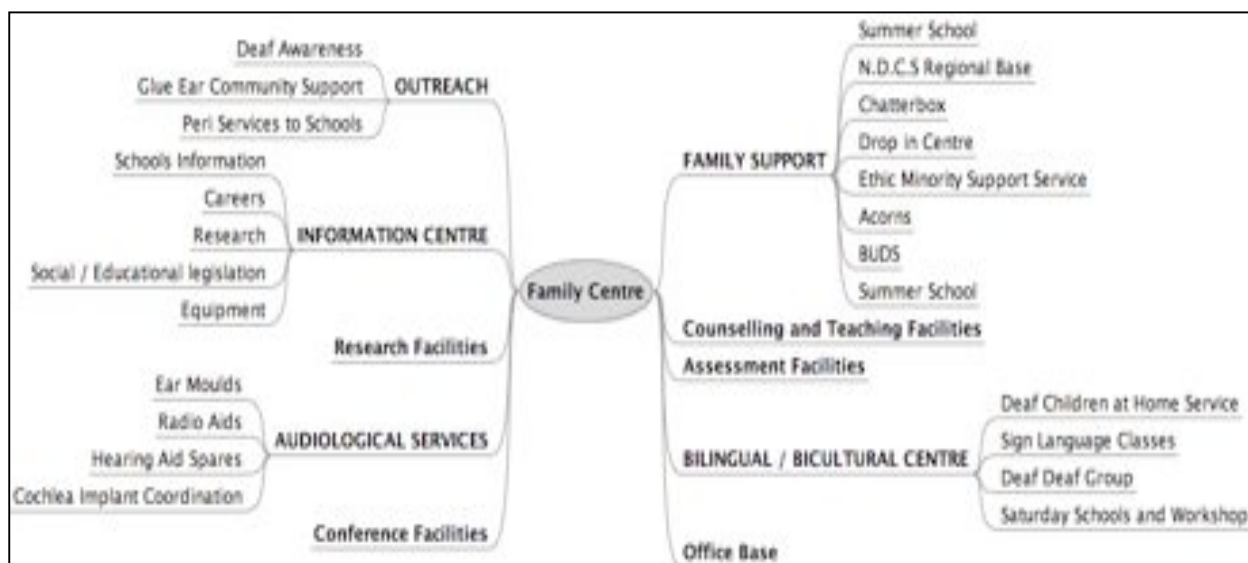 Deaf Awareness
Glue Ear Community Support
Peri Services to Schools
OUTREACH
Schools Information
Careers
Research
Social / Educational legislation
Equipment
INFORMATION CENTRE
Research Facilities
Ear Moulds
Radio Aids
Hearing Aid Spares
Cochlea Implant Coordination
AUDIOLOGICAL SERVICES
Conference Facilities
Family Centre
FAMILY SUPPORT
Summer School
N.D.C.S Regional Base
Chatterbox
Drop in Centre
Ethic Minority Support Service
Acorns
BUDS
Summer School
Counselling and Teaching Facilities
Assessment Facilities
BILINGUAL / BICULTURAL CENTRE
Deaf Children at Home Service
Sign Language Classes
Deaf Deaf Group
Saturday Schools and Workshop
Office Base